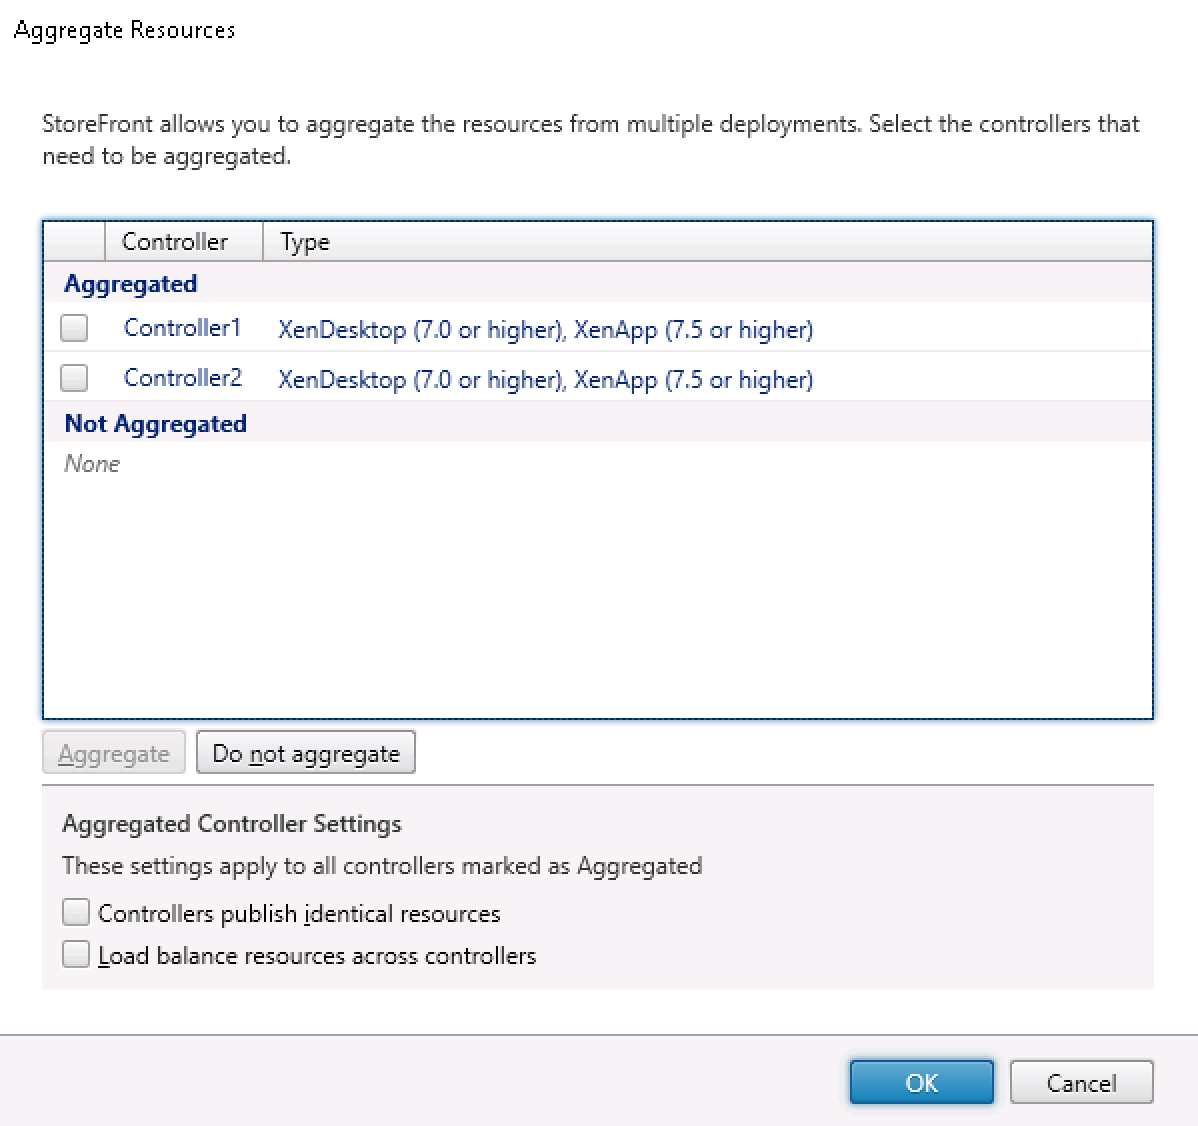 Aggregate Resources
StoreFront allows you to aggregate the resources from multiple deployments. Select the controllers that
need to be aggregated.
Controller Type
Aggregated
Controller1 XenDesktop (7.0 or higher), XenApp (7.5 or higher)
Controller2 XenDesktop (7.0 or higher), XenApp (7.5 or higher)
Not Aggregated
None
Aggregate Do not aggregate
Aggregated Controller Settings
These settings apply to all controllers marked as Aggregated
Controllers publish identical resources
Load balance resources across controllers
OK Cancel